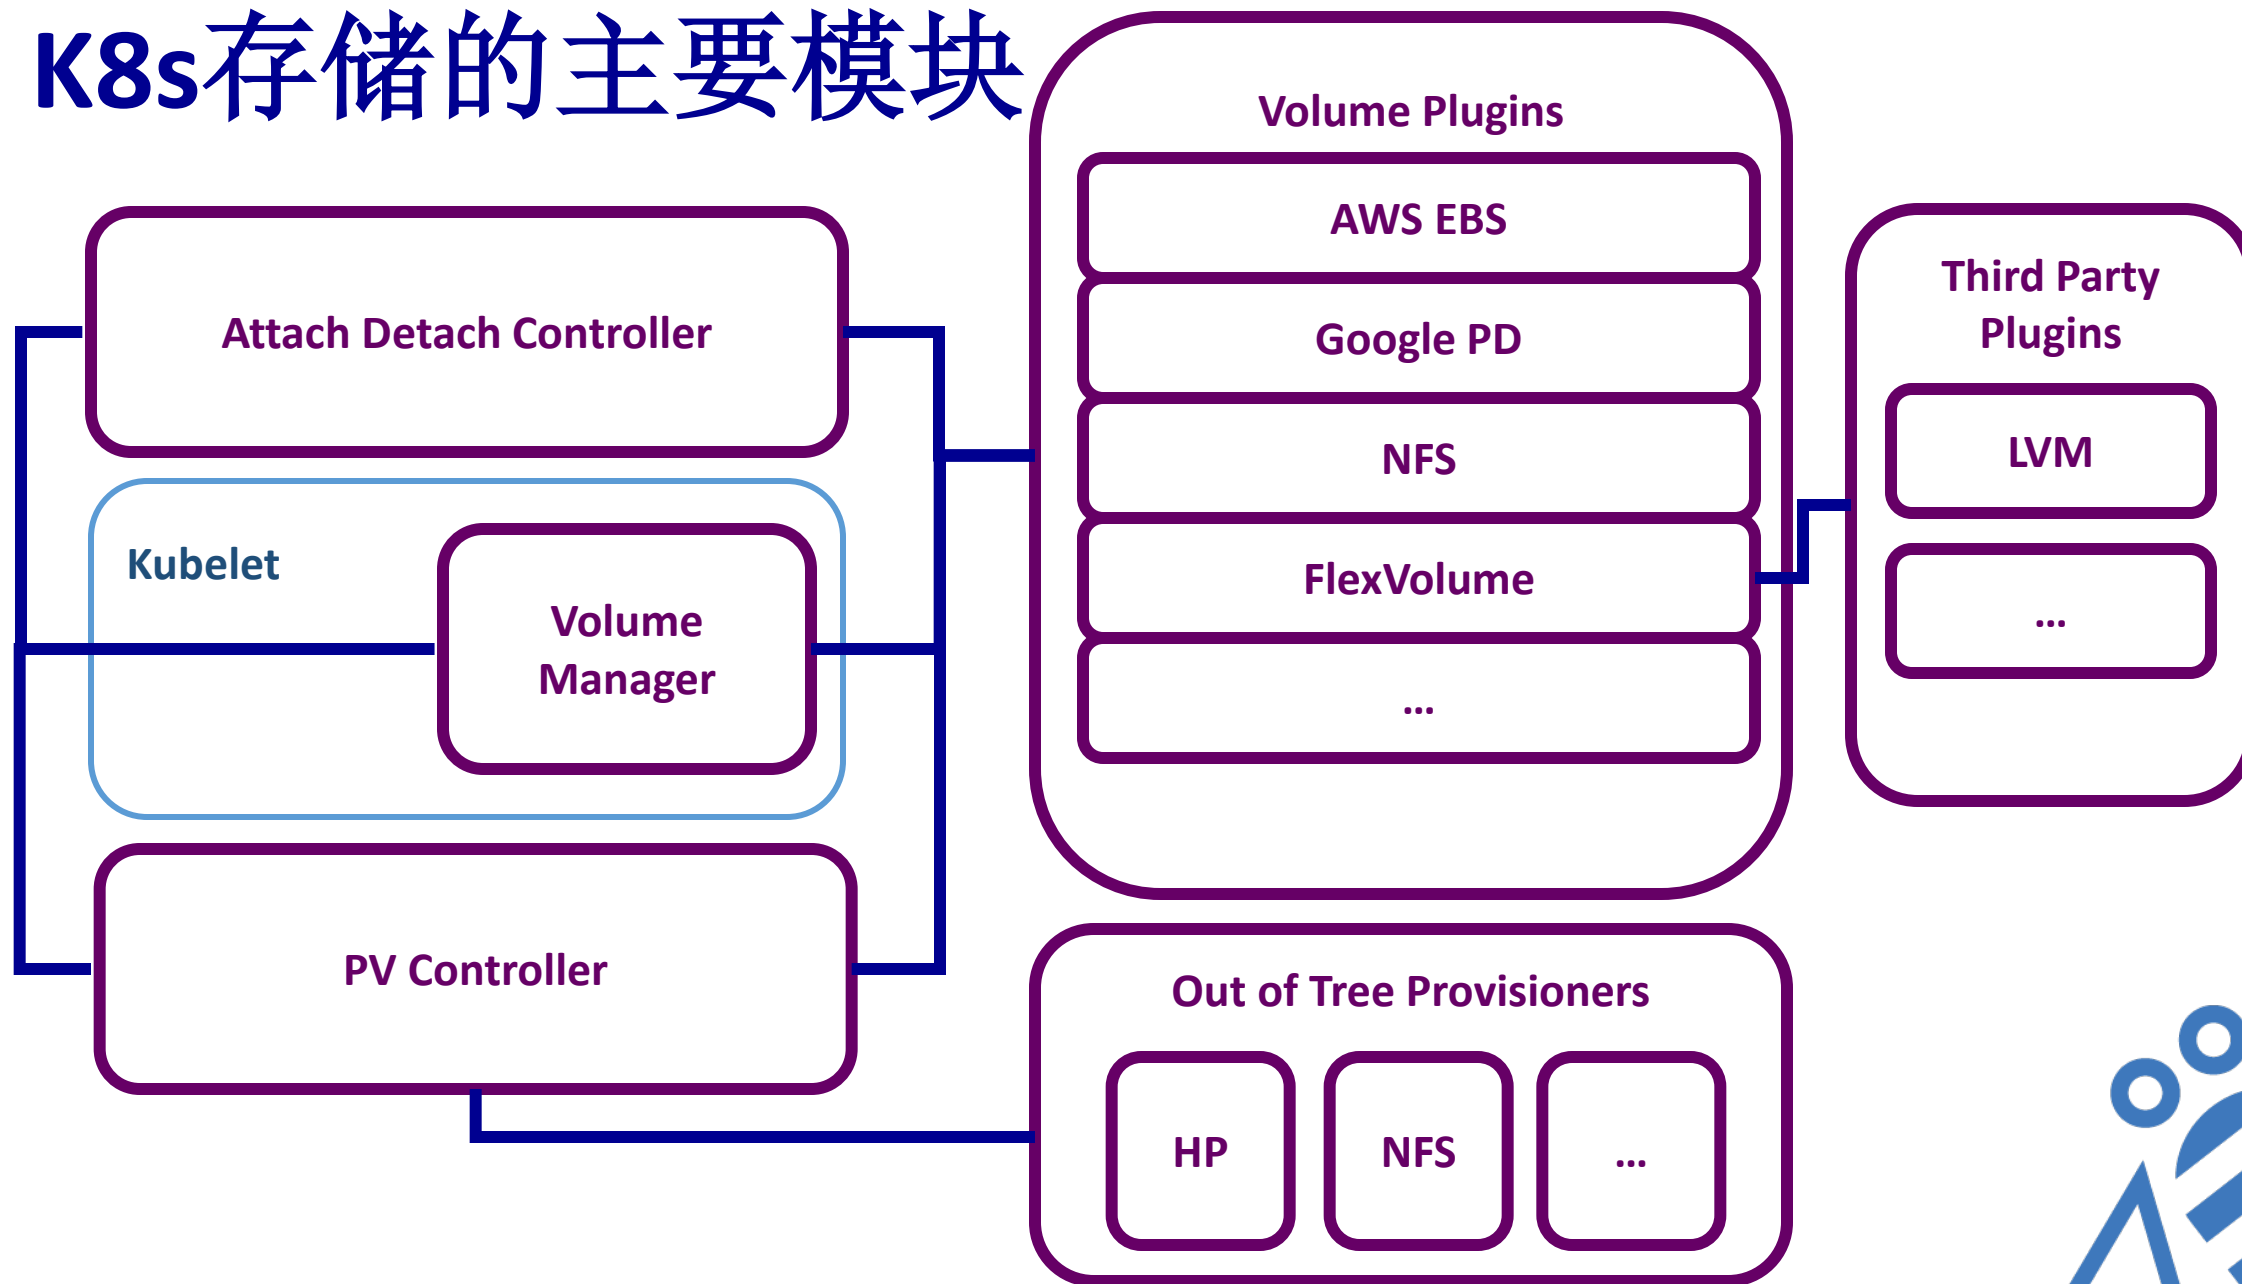 K8s存储的主要模块
Attach Detach Controller
Kubelet
Volume
Manager
PV Controller
Volume Plugins
AWS EBS
Google PD
NFS
FlexVolume
...
Third Party
Plugins
LVM
...
Out of Tree Provisioners
HP
NFS
...